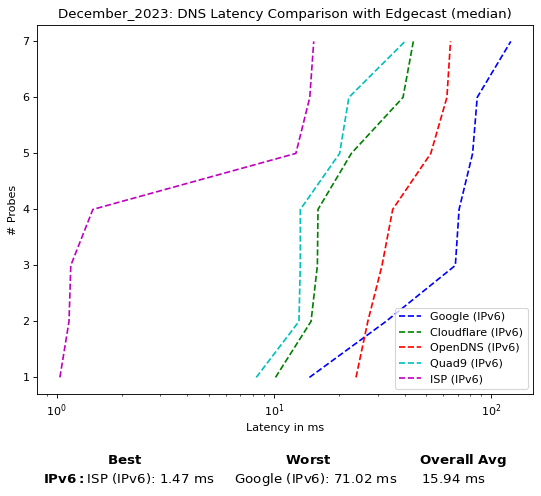 December_2023: DNS Latency Comparison with Edgecast (median)
7
6
5
4
3
2
1
# Probes
10⁰ 10¹ 10²
Latency in ms
Google (IPv6)
Cloudflare (IPv6)
OpenDNS (IPv6)
Quad9 (IPv6)
ISP (IPv6)
Best Worst Overall Avg
IPv6: ISP (IPv6): 1.47 ms Google (IPv6): 71.02 ms 15.94 ms